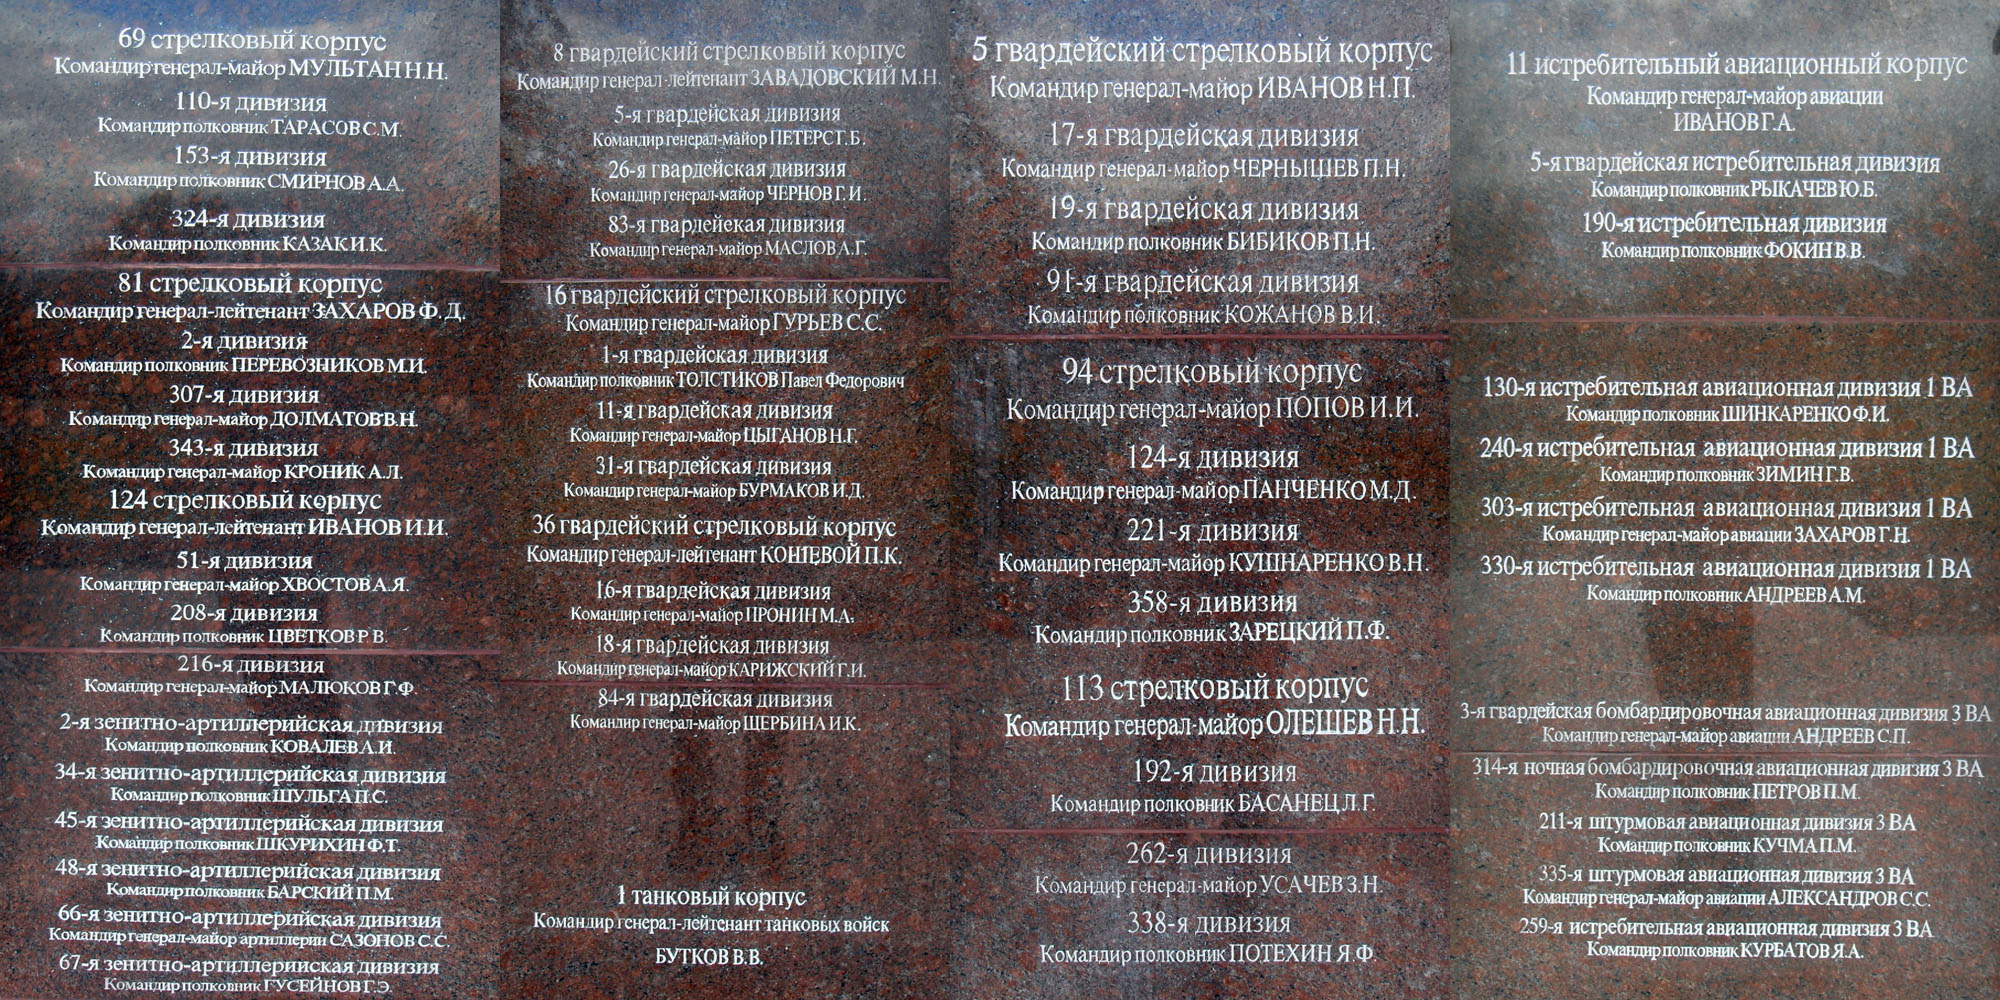 69 стрелковый корпус
Командир генерал-майор МУЛЬТАН Н.Н.
110-я дивизия
Командир полковник ТАРАСОВ С.М.
153-я дивизия
Командир полковник СМИРНОВ А.А.
324-я дивизия
Командир полковник КАЗАК И.К.
81 стрелковый корпус
Командир генерал-лейтенант ЗАХАРОВ Ф.Д.
2-я дивизия
Командир полковник ПЕРЕВОЗНИКОВ М.И.
307-я дивизия
Командир генерал-майор ДОЛМАТОВ В.Н.
343-я дивизия
Командир генерал-майор КРОНИК А.Л.
124 стрелковый корпус
Командир генерал-лейтенант ИВАНОВ И.И.
51-я дивизия
Командир генерал-майор ХВОСТОВ А.Я.
208-я дивизия
Командир полковник ЦВЕТКОВ Р.В.
216-я дивизия
Командир генерал-майор МАЛЮКОВ Г.Ф.
2-я зенитно-артиллерийская дивизия
Командир полковник КОВАЛЕВ А.И.
34-я зенитно-артиллерийская дивизия
Командир полковник ШУЛЬГА П.С.
45-я зенитно-артиллерийская дивизия
Командир полковник ШКУРИХИН Ф.Т.
48-я зенитно-артиллерийская дивизия
Командир полковник БАРСКИЙ П.М.
66-я зенитно-артиллерийская дивизия
Командир генерал-майор артиллерии САЗОНОВ С.С.
67-я зенитно-артиллерийская дивизия
Командир полковник ГУСЕЙНОВ Г.Э.
8 гвардейский стрелковый корпус
Командир генерал-лейтенант ЗАВАДОВСКИЙ М.Н.
5-я гвардейская дивизия
Командир генерал-майор ПЕТЕРС Г.Б.
26-я гвардейская дивизия
Командир генерал-майор ЧЕРНОВ Г.И.
83-я гвардейская дивизия
Командир генерал-майор МАСЛОВ А.Г.
16 гвардейский стрелковый корпус
Командир генерал-майор ГУРЬЕВ С.С.
1-я гвардейская дивизия
Командир полковник ТОЛСТИКОВ Павел Федорович
11-я гвардейская дивизия
Командир генерал-майор ЦЫГАНОВ Н.Г.
31-я гвардейская дивизия
Командир генерал-майор БУРМАКОВ И.Д.
36 гвардейский стрелковый корпус
Командир генерал-лейтенант КОШЕВОЙ П.К.
16-я гвардейская дивизия
Командир генерал-майор ПРОНИН М.А.
18-я гвардейская дивизия
Командир генерал-майор КАРИЖСКИЙ Г.И.
84-я гвардейская дивизия
Командир генерал-майор ЩЕРБИНА И.К.
1 танковый корпус
Командир генерал-лейтенант танковых войск
БУТКОВ В.В.
5 гвардейский стрелковый корпус
Командир генерал-майор ИВАНОВ Н.П.
17-я гвардейская дивизия
Командир генерал-майор ЧЕРНЫШЕВ П.Н.
19-я гвардейская дивизия
Командир полковник БИБИКОВ П.Н.
91-я гвардейская дивизия
Командир полковник КОЖАНОВ В.И.
94 стрелковый корпус
Командир генерал-майор ПОПОВ И.И.
124-я дивизия
Командир генерал-майор ПАНЧЕНКО М.Д.
221-я дивизия
Командир генерал-майор КУШНАРЕНКО В.Н.
358-я дивизия
Командир полковник ЗАРЕЦКИЙ П.Ф.
113 стрелковый корпус
Командир генерал-майор ОЛЕШЕВ Н.Н.
192-я дивизия
Командир полковник БАСАНЕЦ Л.Г.
262-я дивизия
Командир генерал-майор УСАЧЕВ З.Н.
338-я дивизия
Командир полковник ПОТЕХИН Я.Ф.
11 истребительный авиационный корпус
Командир генерал-майор авиации
ИВАНОВ Г.А.
5-я гвардейская истребительная дивизия
Командир полковник РЫКАЧЕВ Ю.Б.
190-я истребительная дивизия
Командир полковник ФОКИН В.В.
130-я истребительная авиационная дивизия 1 ВА
Командир полковник ШИНКАРЕНКО Ф.И.
240-я истребительная авиационная дивизия 1 ВА
Командир полковник ЗИМИН Г.В.
303-я истребительная авиационная дивизия 1 ВА
Командир генерал-майор авиации ЗАХАРОВ Г.Н.
330-я истребительная авиационная дивизия 1 ВА
Командир полковник АНДРЕЕВ А.М.
3-я гвардейская бомбардировочная авиационная дивизия 3 ВА
Командир генерал-майор авиации АНДРЕЕВ С.П.
314-я ночная бомбардировочная авиационная дивизия 3 ВА
Командир полковник ПЕТРОВ П.М.
211-я штурмовая авиационная дивизия 3 ВА
Командир полковник КУЧМА П.М.
335-я штурмовая авиационная дивизия 3 ВА
Командир генерал-майор авиации АЛЕКСАНДРОВ С.С.
259-я истребительная авиационная дивизия 3 ВА
Командир полковник КУРБАТОВ Я.А.